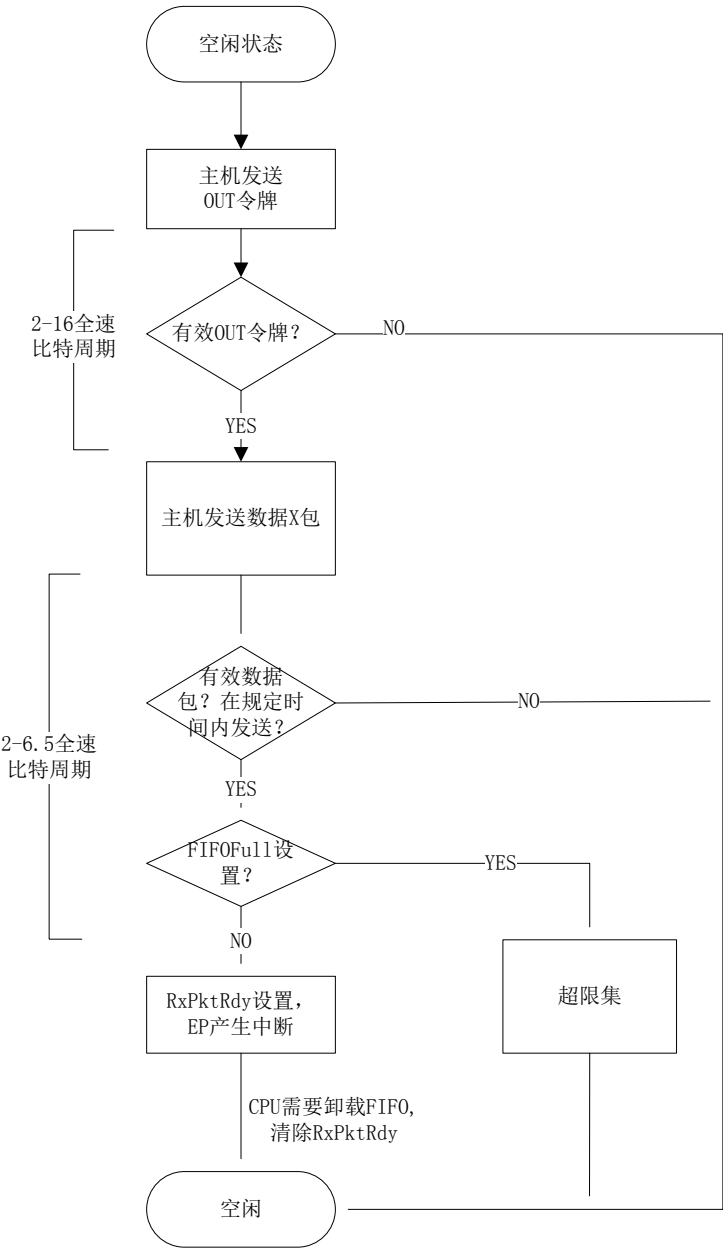 空闲状态
主机发送
OUT令牌
2-16全速
比特周期
有效OUT令牌？
NO
YES
主机发送数据X包
有效数据
包？在规定时
间内发送？
NO
2-6.5全速
比特周期
YES
FIFOFull设
置？
YES
NO
RxPktRdy设置，
EP产生中断
超限集
CPU需要卸载FIFO,
清除RxPktRdy
空闲